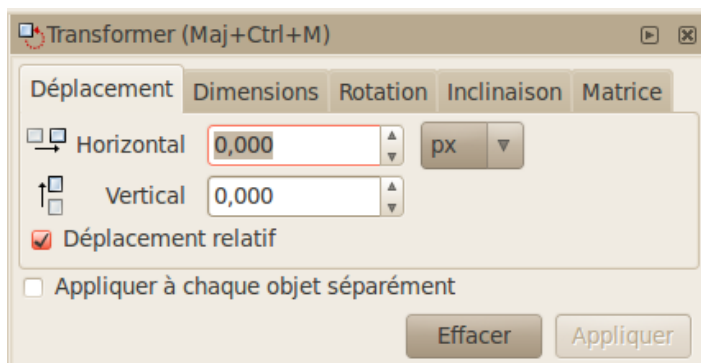 Transformer (Maj+Ctrl+M)
Déplacement Dimensions Rotation Inclinaison Matrice
Horizontal 0,000 px
Vertical 0,000
Déplacement relatif
Appliquer à chaque objet séparément
Effacer Appliquer